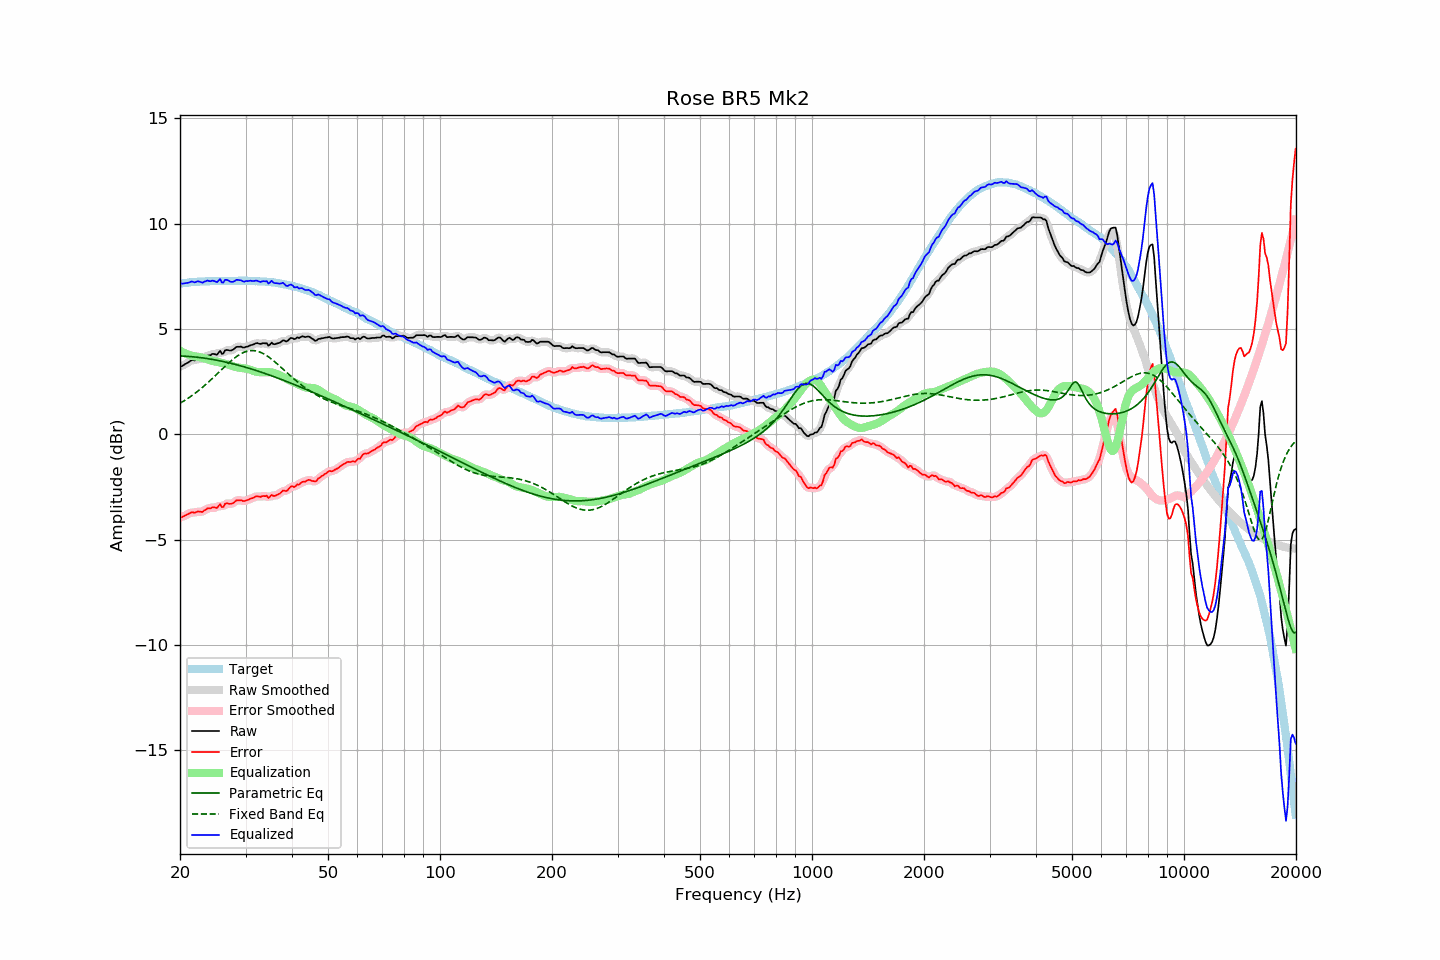 Rose BR5 Mk2
15
10
5
0
−5
−10
−15
Amplitude (dBr)
Target
Raw Smoothed
Error Smoothed
Raw
Error
Equalization
Parametric Eq
Fixed Band Eq
Equalized
20 50 100 200 500 1000 2000 5000 10000 20000
Frequency (Hz)